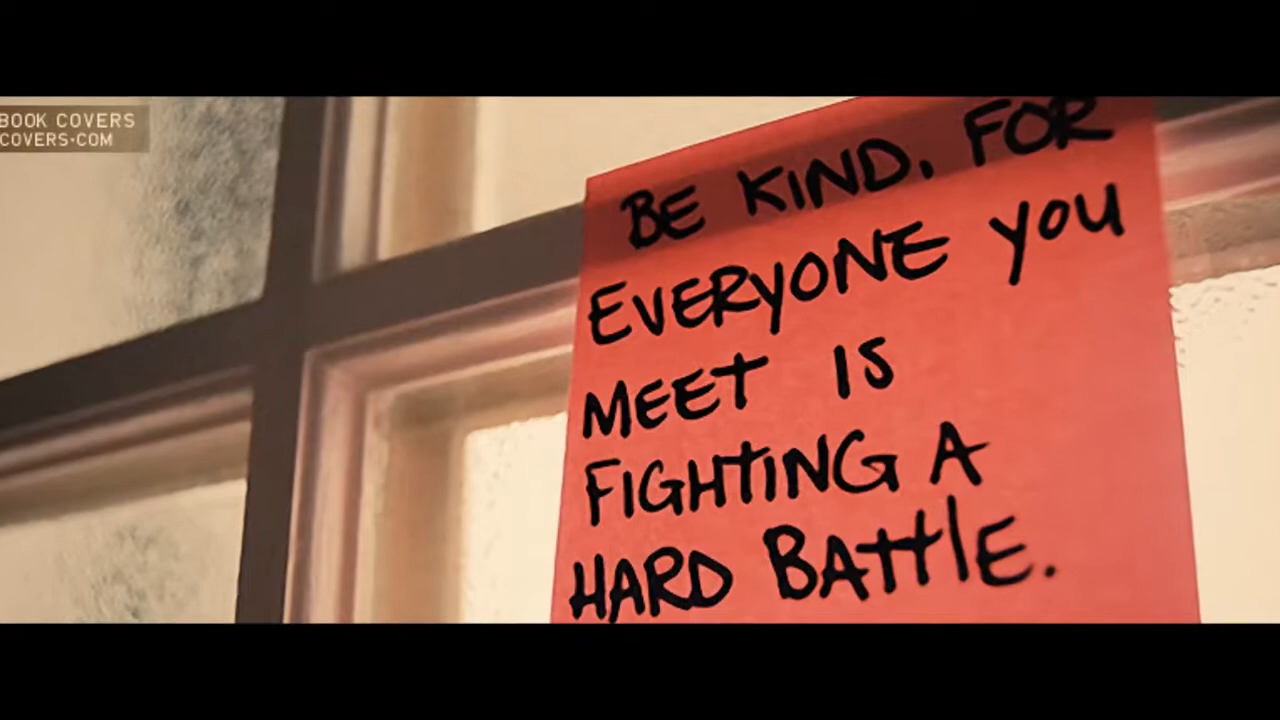 BOOK COVERS
COVERS·COM
BE KIND, FOR
EVERYONE YOU
MEET IS
FIGHTING A
HARD BATTLE.